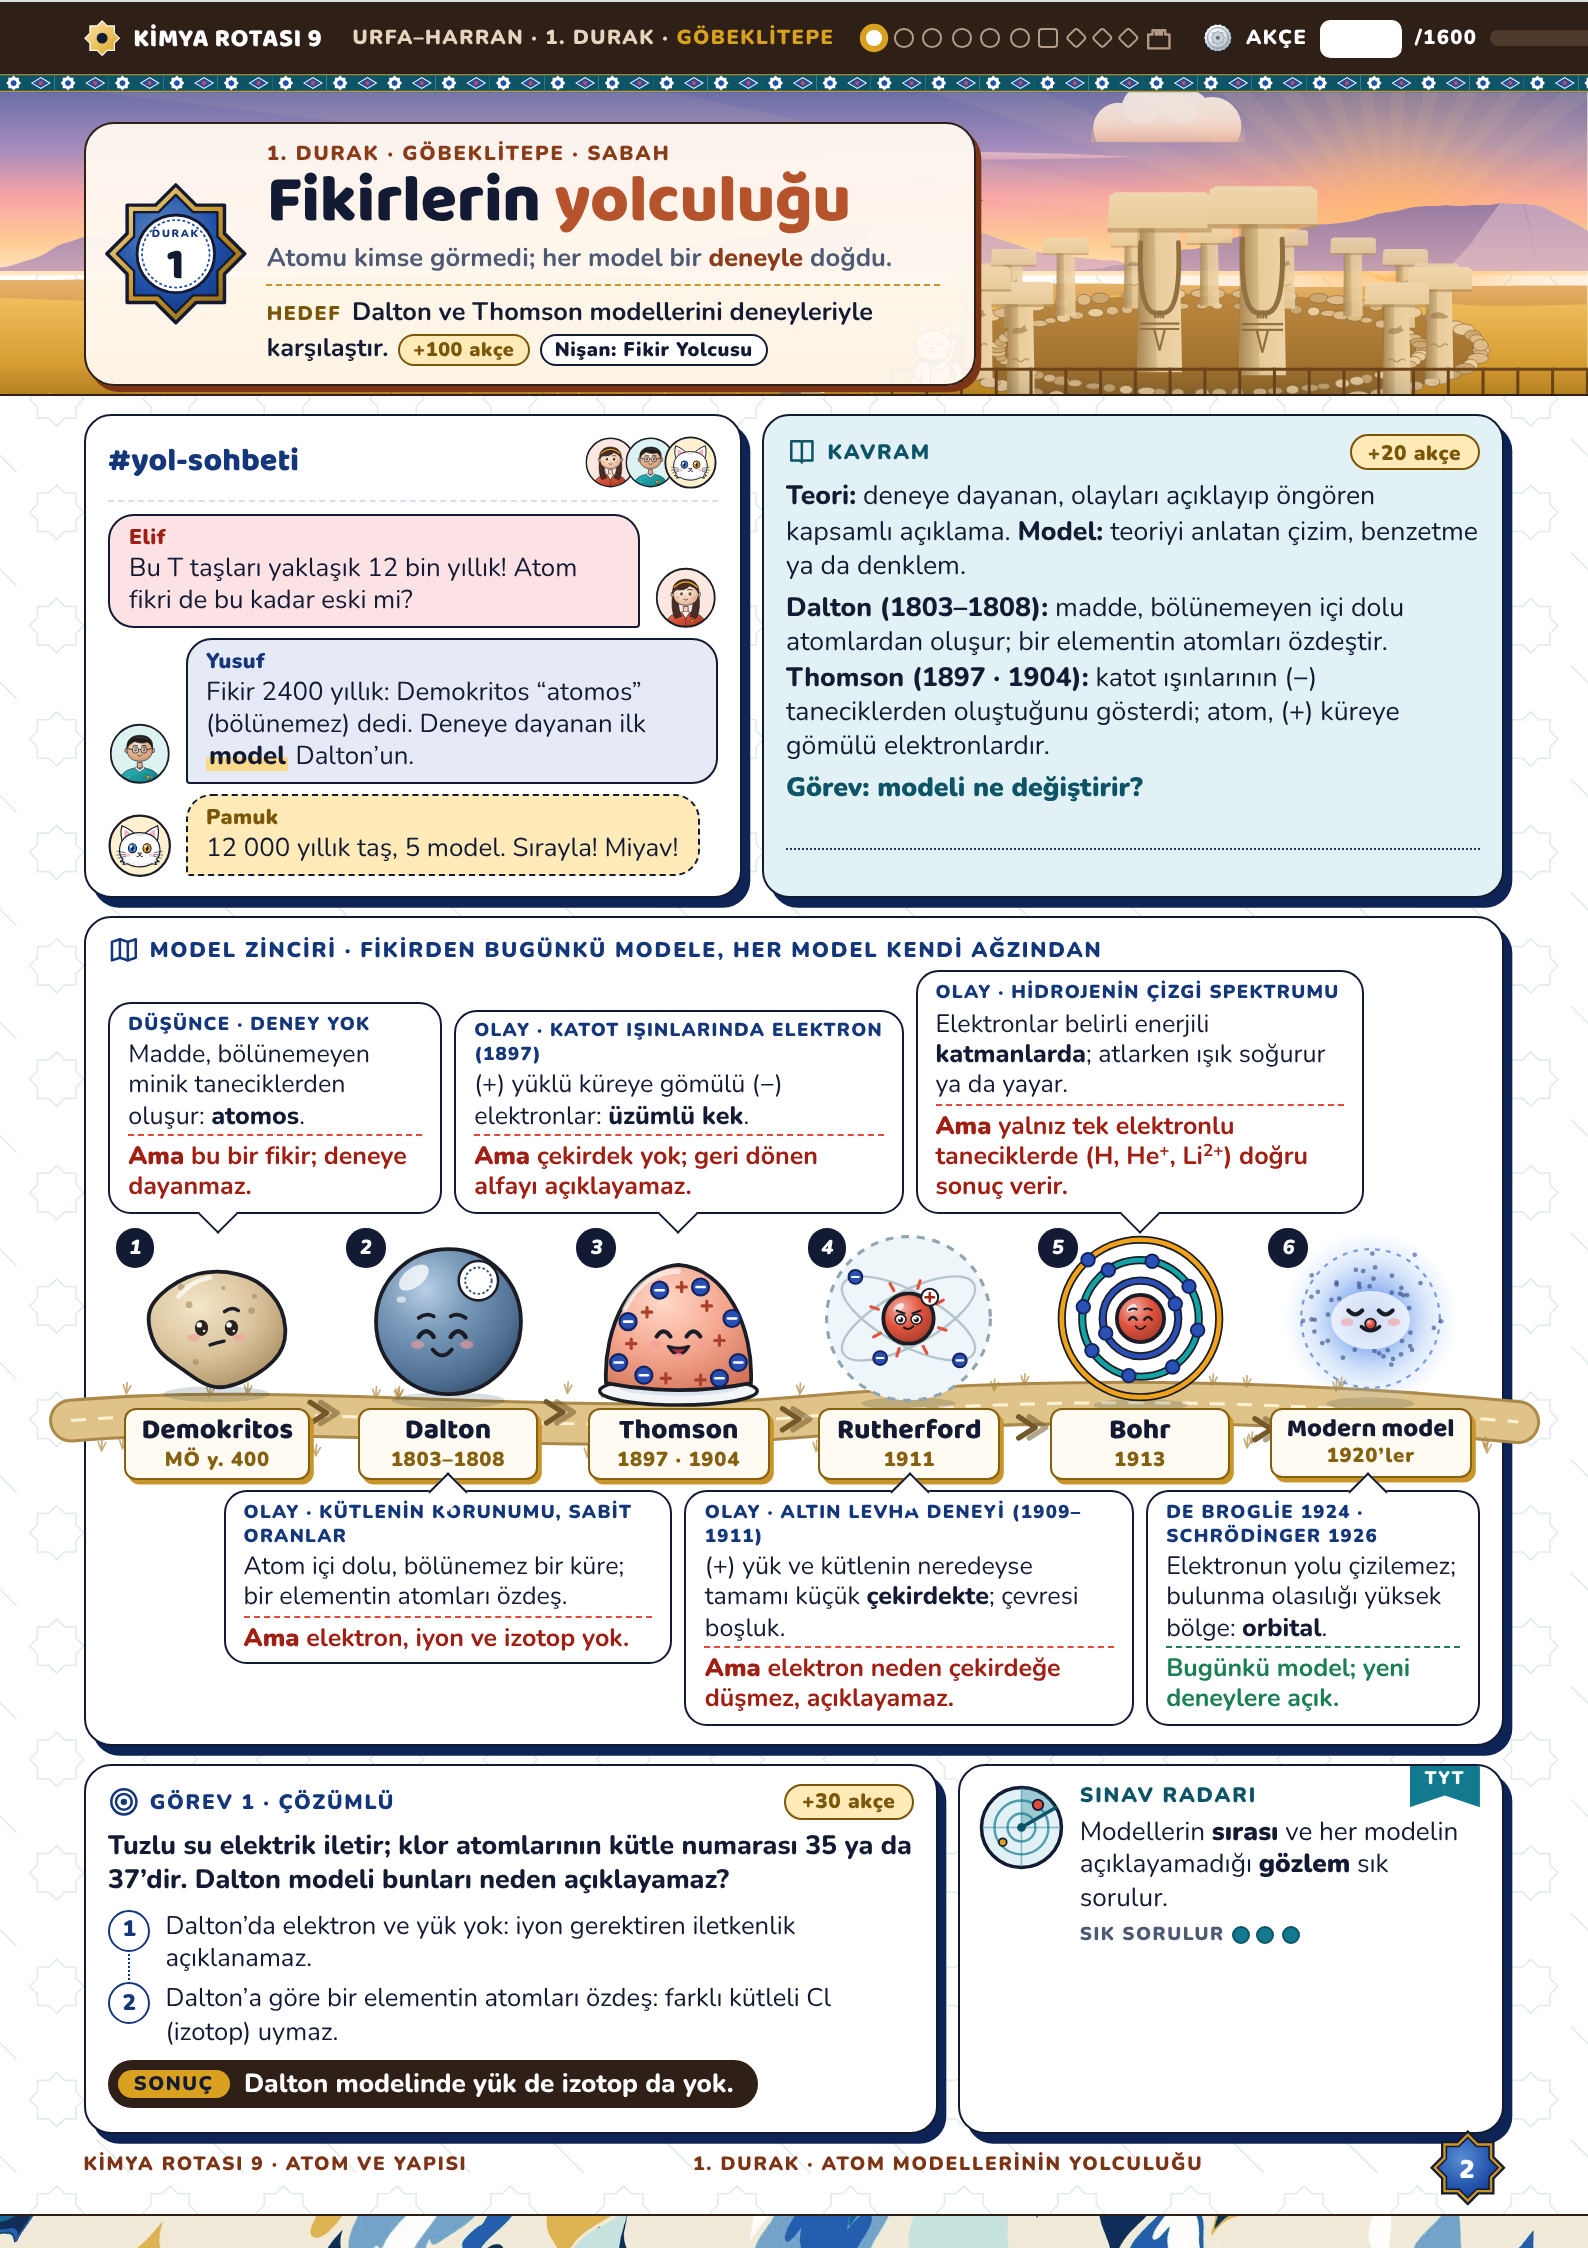 KİMYA ROTASI 9 URFA–HARRAN · 1. DURAK · GÖBEKLİTEPE AKÇE /1600
1. DURAK · GÖBEKLİTEPE · SABAH
Fikirlerin yolculuğu
DURAK
1
Atomu kimse görmedi; her model bir deneyle doğdu.
HEDEF Dalton ve Thomson modellerini deneyleriyle
karşılaştır. +100 akçe Nişan: Fikir Yolcusu
#yol-sohbeti
Elif
Bu T taşları yaklaşık 12 bin yıllık! Atom
fikri de bu kadar eski mi?
Yusuf
Fikir 2400 yıllık: Demokritos “atomos”
(bölünemez) dedi. Deneye dayanan ilk
model Dalton’un.
Pamuk
12 000 yıllık taş, 5 model. Sırayla! Miyav!
KAVRAM +20 akçe
Teori: deneye dayanan, olayları açıklayıp öngören
kapsamlı açıklama. Model: teoriyi anlatan çizim, benzetme
ya da denklem.
Dalton (1803–1808): madde, bölünemeyen içi dolu
atomlardan oluşur; bir elementin atomları özdeştir.
Thomson (1897 · 1904): katot ışınlarının (−)
taneciklerden oluştuğunu gösterdi; atom, (+) küreye
gömülü elektronlardır.
Görev: modeli ne değiştirir?
MODEL ZİNCİRİ · FİKİRDEN BUGÜNKÜ MODELE, HER MODEL KENDİ AĞZINDAN
DÜŞÜNCE · DENEY YOK
Madde, bölünemeyen
minik taneciklerden
oluşur: atomos.
Ama bu bir fikir; deneye
dayanmaz.
OLAY · KATOT IŞINLARINDA ELEKTRON
(1897)
(+) yüklü küreye gömülü (−)
elektronlar: üzümlü kek.
Ama çekirdek yok; geri dönen
alfayı açıklayamaz.
OLAY · HİDROJENİN ÇİZGİ SPEKTRUMU
Elektronlar belirli enerjili
katmanlarda; atlarken ışık soğurur
ya da yayar.
Ama yalnız tek elektronlu
taneciklerde (H, He⁺, Li²⁺) doğru
sonuç verir.
1 2 3 4 5 6
Demokritos
MÖ y. 400
Dalton
1803–1808
Thomson
1897 · 1904
Rutherford
1911
Bohr
1913
Modern model
1920’ler
OLAY · KÜTLENİN KORUNUMU, SABİT
ORANLAR
Atom içi dolu, bölünemez bir küre;
bir elementin atomları özdeş.
Ama elektron, iyon ve izotop yok.
OLAY · ALTIN LEVHA DENEYİ (1909–
1911)
(+) yük ve kütlenin neredeyse
tamamı küçük çekirdekte; çevresi
boşluk.
Ama elektron neden çekirdeğe
düşmez, açıklayamaz.
DE BROGLİE 1924 ·
SCHRÖDİNGER 1926
Elektronun yolu çizilemez;
bulunma olasılığı yüksek
bölge: orbital.
Bugünkü model; yeni
deneylere açık.
GÖREV 1 · ÇÖZÜMLÜ +30 akçe
Tuzlu su elektrik iletir; klor atomlarının kütle numarası 35 ya da
37’dir. Dalton modeli bunları neden açıklayamaz?
1 Dalton’da elektron ve yük yok: iyon gerektiren iletkenlik
açıklanamaz.
2 Dalton’a göre bir elementin atomları özdeş: farklı kütleli Cl
(izotop) uymaz.
SONUÇ Dalton modelinde yük de izotop da yok.
SINAV RADARI TYT
Modellerin sırası ve her modelin
açıklayamadığı gözlem sık
sorulur.
SIK SORULUR
KİMYA ROTASI 9 · ATOM VE YAPISI 1. DURAK · ATOM MODELLERİNİN YOLCULUĞU 2